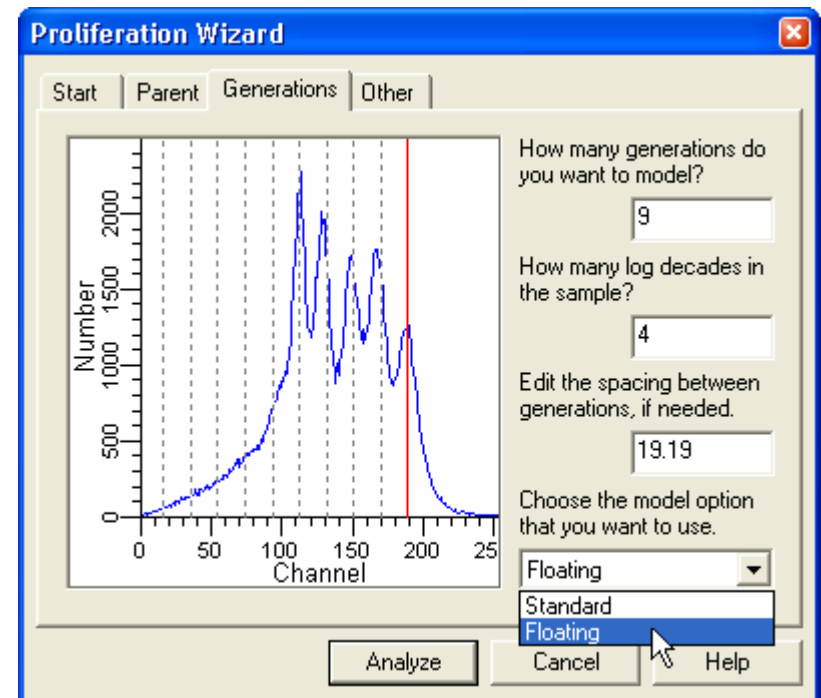 Proliferation Wizard
Start Parent Generations Other
How many generations do
you want to model?
9
How many log decades in
the sample?
4
Edit the spacing between
generations, if needed.
19.19
Choose the model option
that you want to use.
Floating
Standard
Floating
Number
2000
1500
1000
500
0
0 50 100 150 200 25
Channel
Analyze Cancel Help